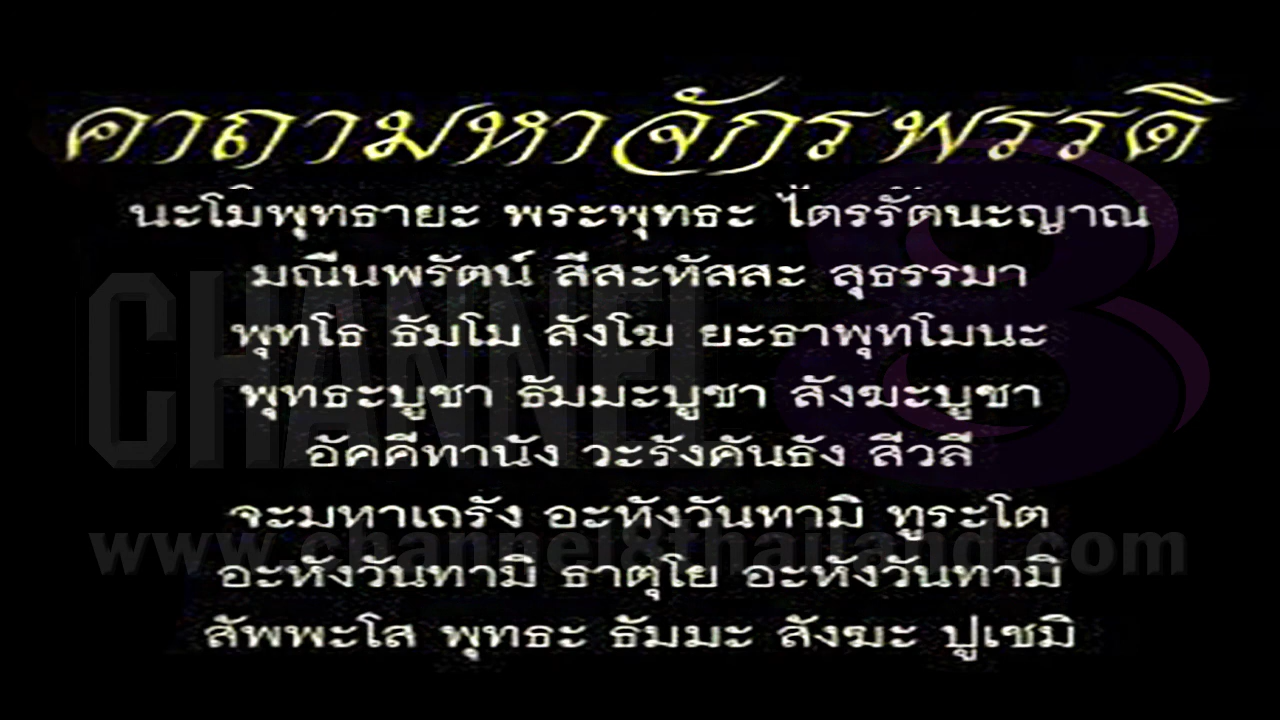 คาถามหาจักรพรรดิ
นะโมพุทธายะ พระพุทธะ ไตรรัตนะญาณ
มณีนพรัตน์ สีสะหัสสะ สุธรรมา
พุทโธ ธัมโม สังโฆ ยะธาพุทโมนะ
พุทธะบูชา ธัมมะบูชา สังฆะบูชา
อัคคีทานัง วะรังคันธัง สีวลี
จะมหาเถรัง อะหังวันทามิ ทูระโต
อะหังวันทามิ ธาตุโย อะหังวันทามิ
สัพพะโส พุทธะ ธัมมะ สังฆะ ปูเชมิ
CHANNEL 8
www.channel8thailand.com